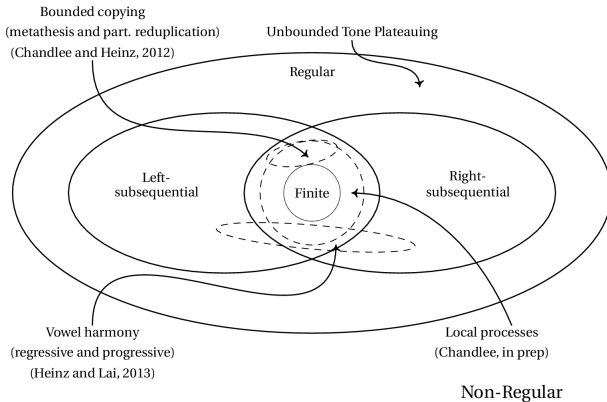 Bounded copying
(metathesis and part. reduplication)
(Chandlee and Heinz, 2012)
Unbounded Tone Plateauing
Regular
Left-
subsequential
Finite
Right-
subsequential
Vowel harmony
(regressive and progressive)
(Heinz and Lai, 2013)
Local processes
(Chandlee, in prep)
Non-Regular